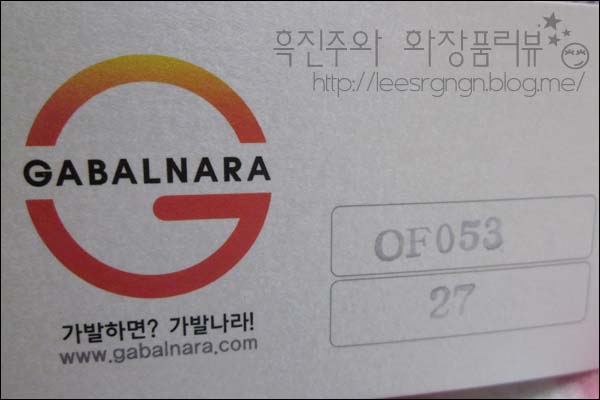 흑진주와 화장품리뷰
http://leesrgngn.blog.me/
GABALNARA
OF053
27
가발하면? 가발나라!
www.gabalnara.com